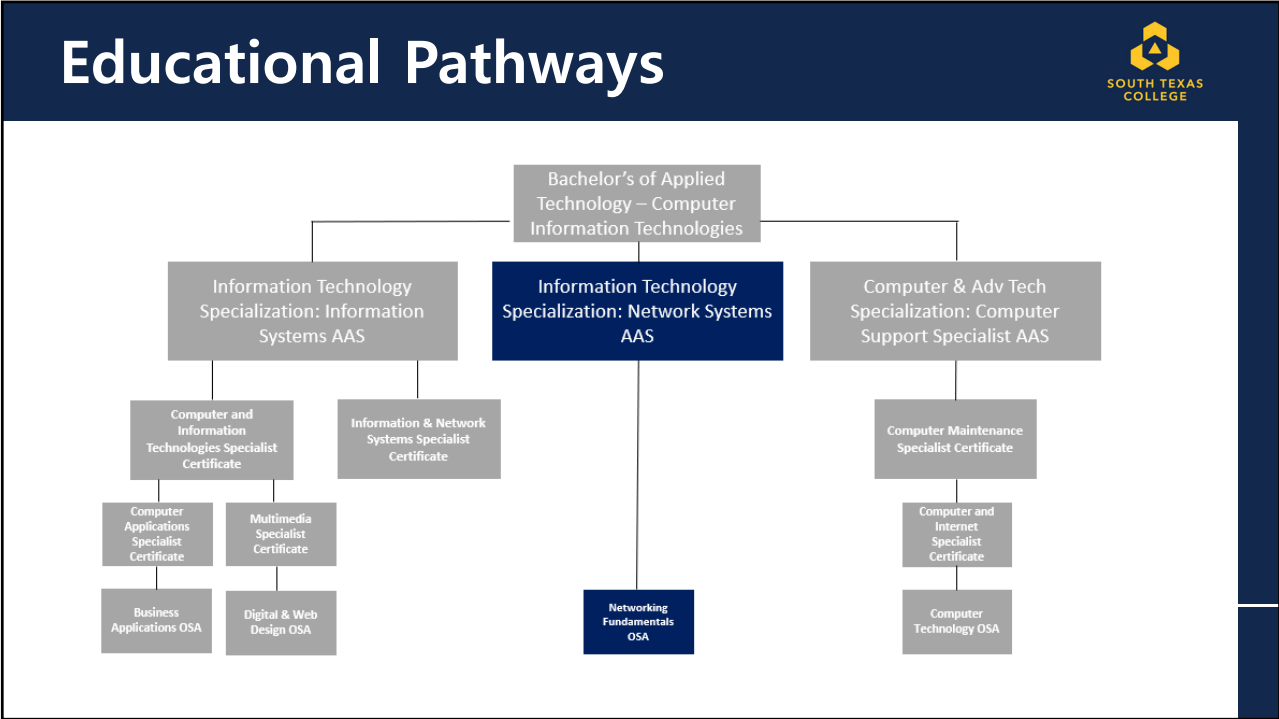 Educational Pathways
SOUTH TEXAS
COLLEGE
Bachelor's of Applied
Technology – Computer
Information Technologies
Information Technology
Specialization: Information
Systems AAS
Information Technology
Specialization: Network Systems
AAS
Computer & Adv Tech
Specialization: Computer
Support Specialist AAS
Computer and
Information
Technologies Specialist
Certificate
Information & Network
Systems Specialist
Certificate
Computer Maintenance
Specialist Certificate
Computer
Applications
Specialist
Certificate
Multimedia
Specialist
Certificate
Computer and
Internet
Specialist
Certificate
Business
Applications OSA
Digital & Web
Design OSA
Networking
Fundamentals
OSA
Computer
Technology OSA